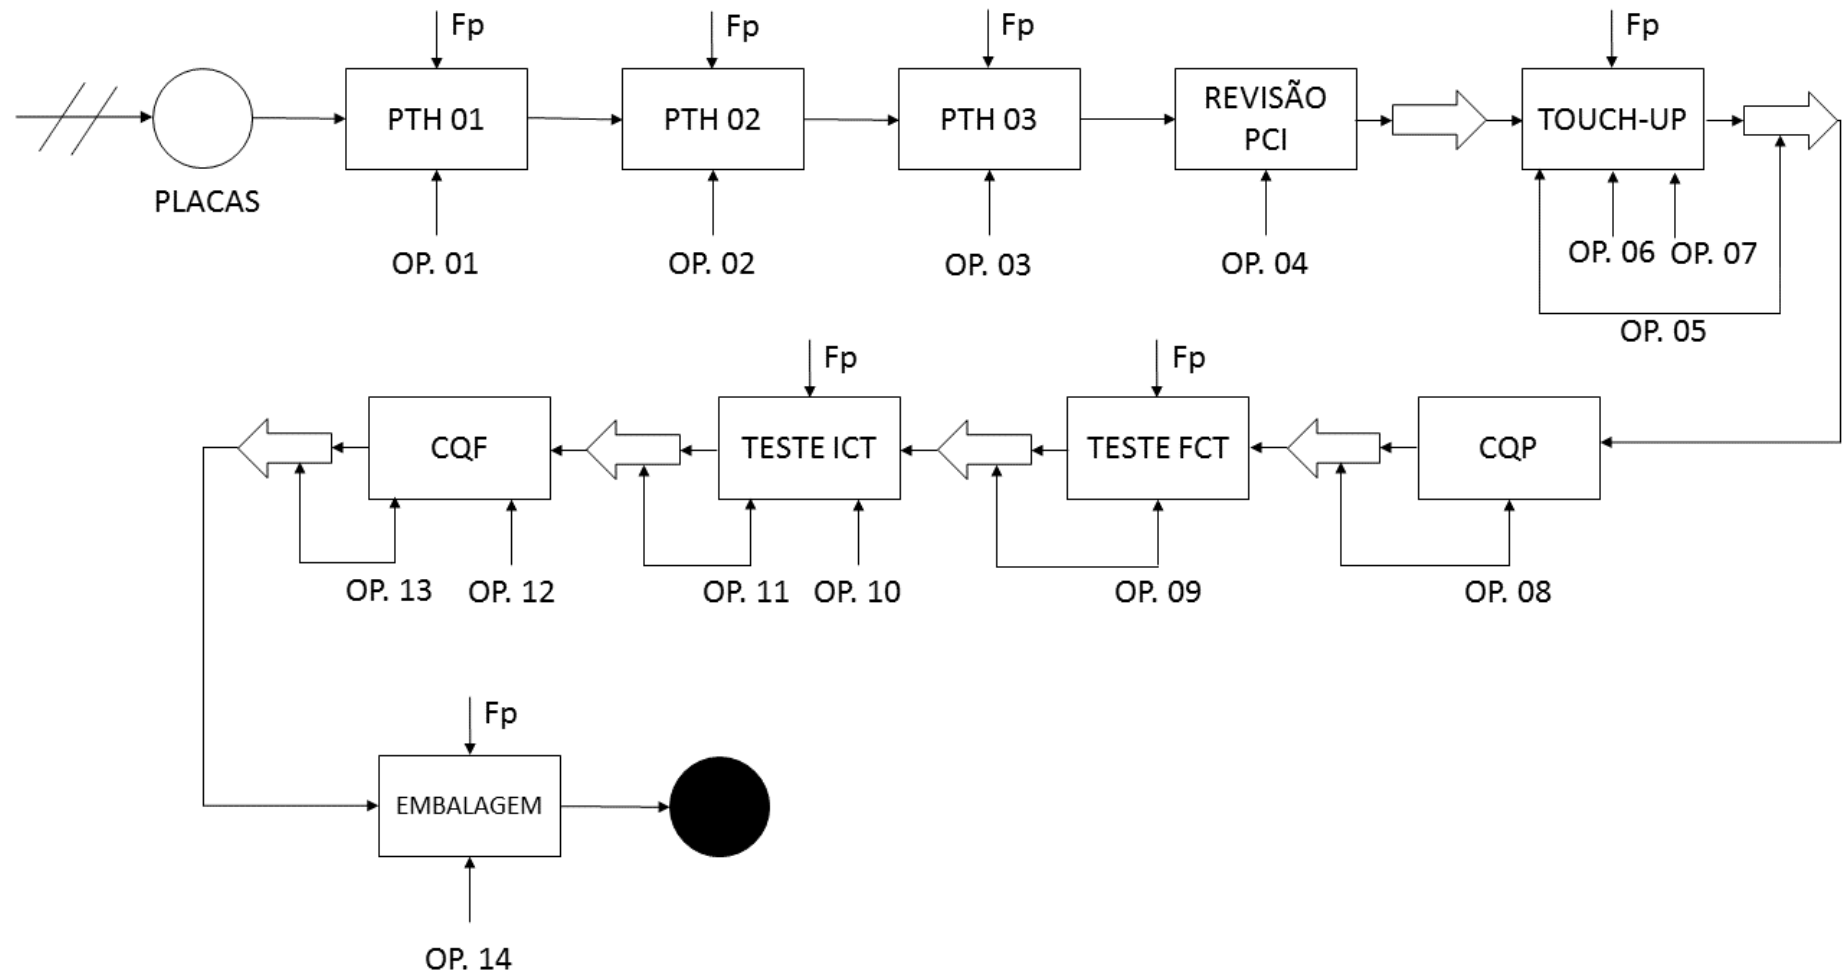 Fp
Fp
Fp
Fp
PTH 01
PTH 02
PTH 03
REVISÃO
PCI
TOUCH-UP
PLACAS
OP. 01
OP. 02
OP. 03
OP. 04
OP. 06
OP. 07
OP. 05
Fp
Fp
CQF
TESTE ICT
TESTE FCT
CQP
OP. 13
OP. 12
OP. 11
OP. 10
OP. 09
OP. 08
Fp
EMBALAGEM
OP. 14